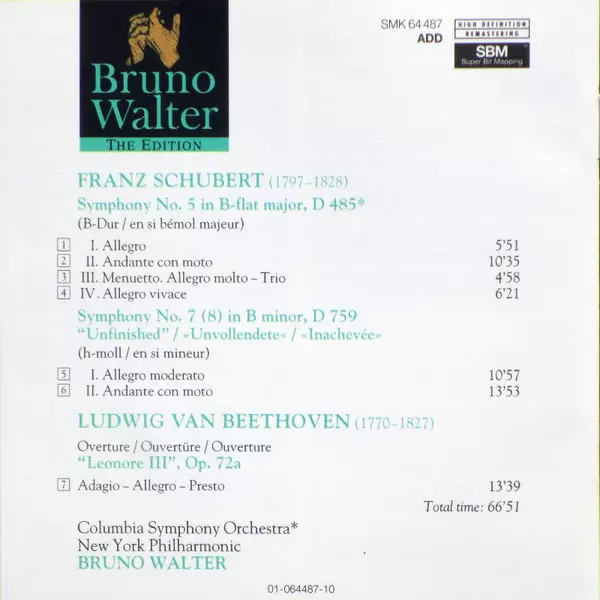 SMK 64 487
ADD
HIGH DEFINITION
REMASTERING
SBM
Super Bit Mapping
Bruno
Walter
THE EDITION
FRANZ SCHUBERT (1797–1828)
Symphony No. 5 in B-flat major, D 485*
(B-Dur / en si bémol majeur)
1 I. Allegro 5'51
2 II. Andante con moto 10'35
3 III. Menuetto. Allegro molto – Trio 4'58
4 IV. Allegro vivace 6'21
Symphony No. 7 (8) in B minor, D 759
“Unfinished” / »Unvollendete« / »Inachevée»
(h-moll / en si mineur)
5 I. Allegro moderato 10'57
6 II. Andante con moto 13'53
LUDWIG VAN BEETHOVEN (1770–1827)
Overture / Ouvertüre / Ouverture
“Leonore III”, Op. 72a
7 Adagio – Allegro – Presto 13'39
Total time: 66'51
Columbia Symphony Orchestra*
New York Philharmonic
BRUNO WALTER
01-064487-10